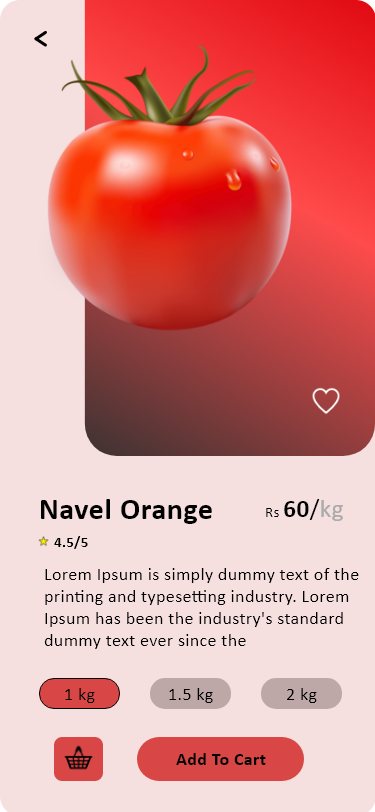 Navel Orange
Rs 60/kg
4.5/5
Lorem Ipsum is simply dummy text of the
printing and typesetting industry. Lorem
Ipsum has been the industry's standard
dummy text ever since the
1 kg
1.5 kg
2 kg
Add To Cart